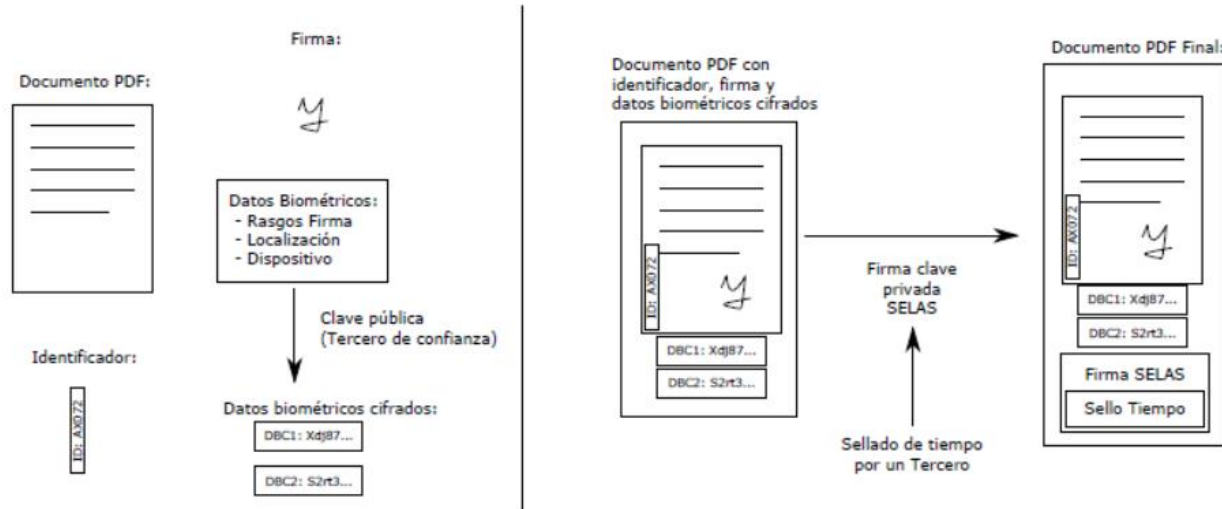 Firma:
Documento PDF:
Datos Biométricos:
- Rasgos Firma
- Localización
- Dispositivo
Clave pública
(Tercero de confianza)
Identificador:
ID: AX072
Datos biométricos cifrados:
DBC1: Xdj87...
DBC2: S2rt3...
Documento PDF con
identificador, firma y
datos biométricos cifrados
ID: AX072
DBC1: Xdj87...
DBC2: S2rt3...
Firma clave
privada
SELAS
Sellado de tiempo
por un Tercero
Documento PDF Final:
ID: AX072
DBC1: Xdj87...
DBC2: S2rt3...
Firma SELAS
Sello Tiempo